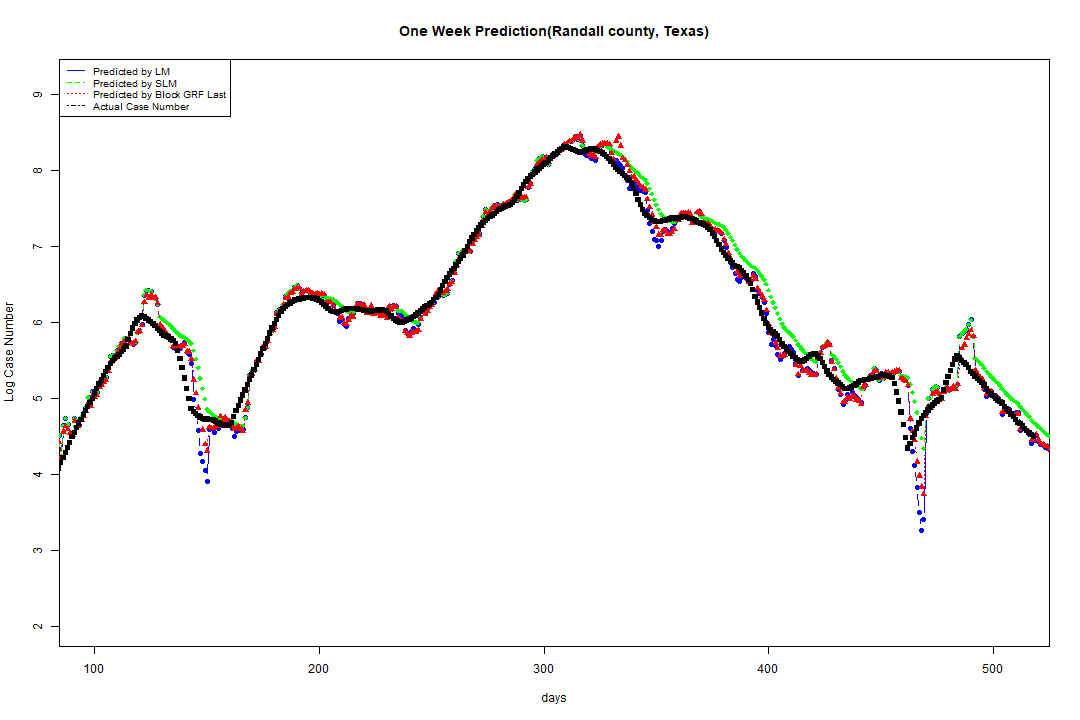 One Week Prediction(Randall county, Texas)
Predicted by LM
Predicted by SLM
Predicted by Block GRF Last
Actual Case Number
9
8
7
6
5
4
3
2
Log Case Number
100 200 300 400 500
days